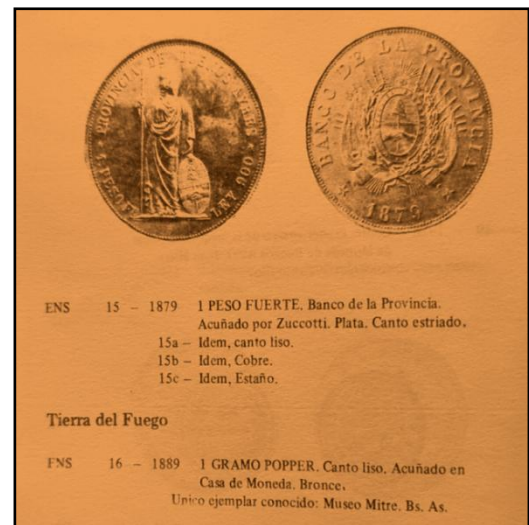 PROVINCIA DE BUENOS AYRES
1 PESO Fte
LEY 900
BANCO DE LA PROVINCIA
1879
ENS 15 – 1879 1 PESO FUERTE. Banco de la Provincia.
Acuñado por Zuccotti. Plata. Canto estriado.
15a – Idem, canto liso.
15b – Idem, Cobre.
15c – Idem, Estaño.
Tierra del Fuego
ENS 16 – 1889 1 GRAMO POPPER. Canto liso. Acuñado en
Casa de Moneda. Bronce.
Unico ejemplar conocido: Museo Mitre. Bs. As.